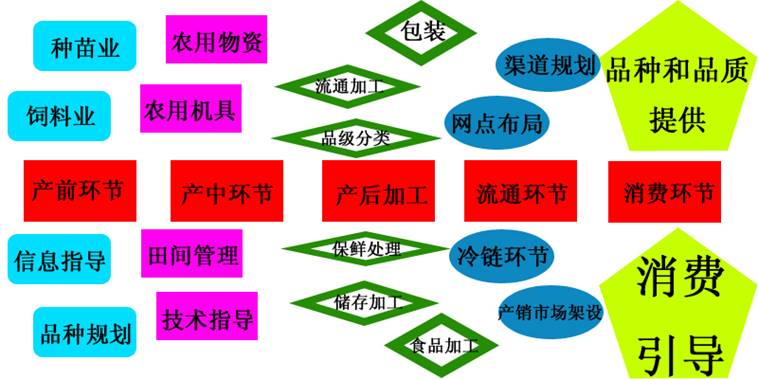 种苗业
农用物资
包装
渠道规划
品种和品质
提供
流通加工
饲料业
农用机具
网点布局
品级分类
产前环节
产中环节
产后加工
流通环节
消费环节
信息指导
田间管理
保鲜处理
冷链环节
消费
引导
品种规划
技术指导
储存加工
产销市场架设
食品加工